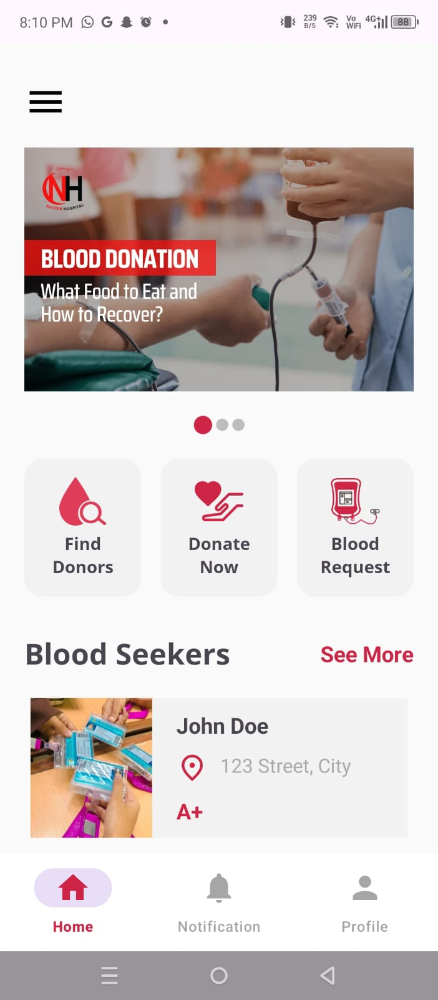 8:10 PM
239
B/S
Vo
WiFi
4G+
88
NH
NAZEER HOSPITAL
BLOOD DONATION
What Food to Eat and
How to Recover?
Find
Donors
Donate
Now
Blood
Request
Blood Seekers
See More
John Doe
123 Street, City
A+
Home
Notification
Profile